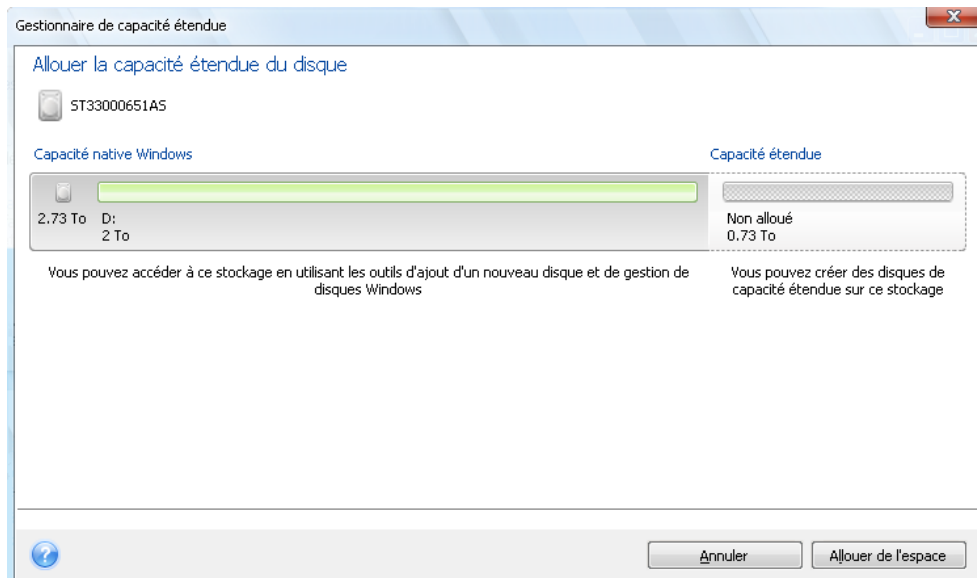 Gestionnaire de capacité étendue
Allouer la capacité étendue du disque
ST33000651AS
Capacité native Windows
Capacité étendue
2.73 To
D:
2 To
Non alloué
0.73 To
Vous pouvez accéder à ce stockage en utilisant les outils d'ajout d'un nouveau disque et de gestion de
disques Windows
Vous pouvez créer des disques de
capacité étendue sur ce stockage
Annuler
Allouer de l'espace